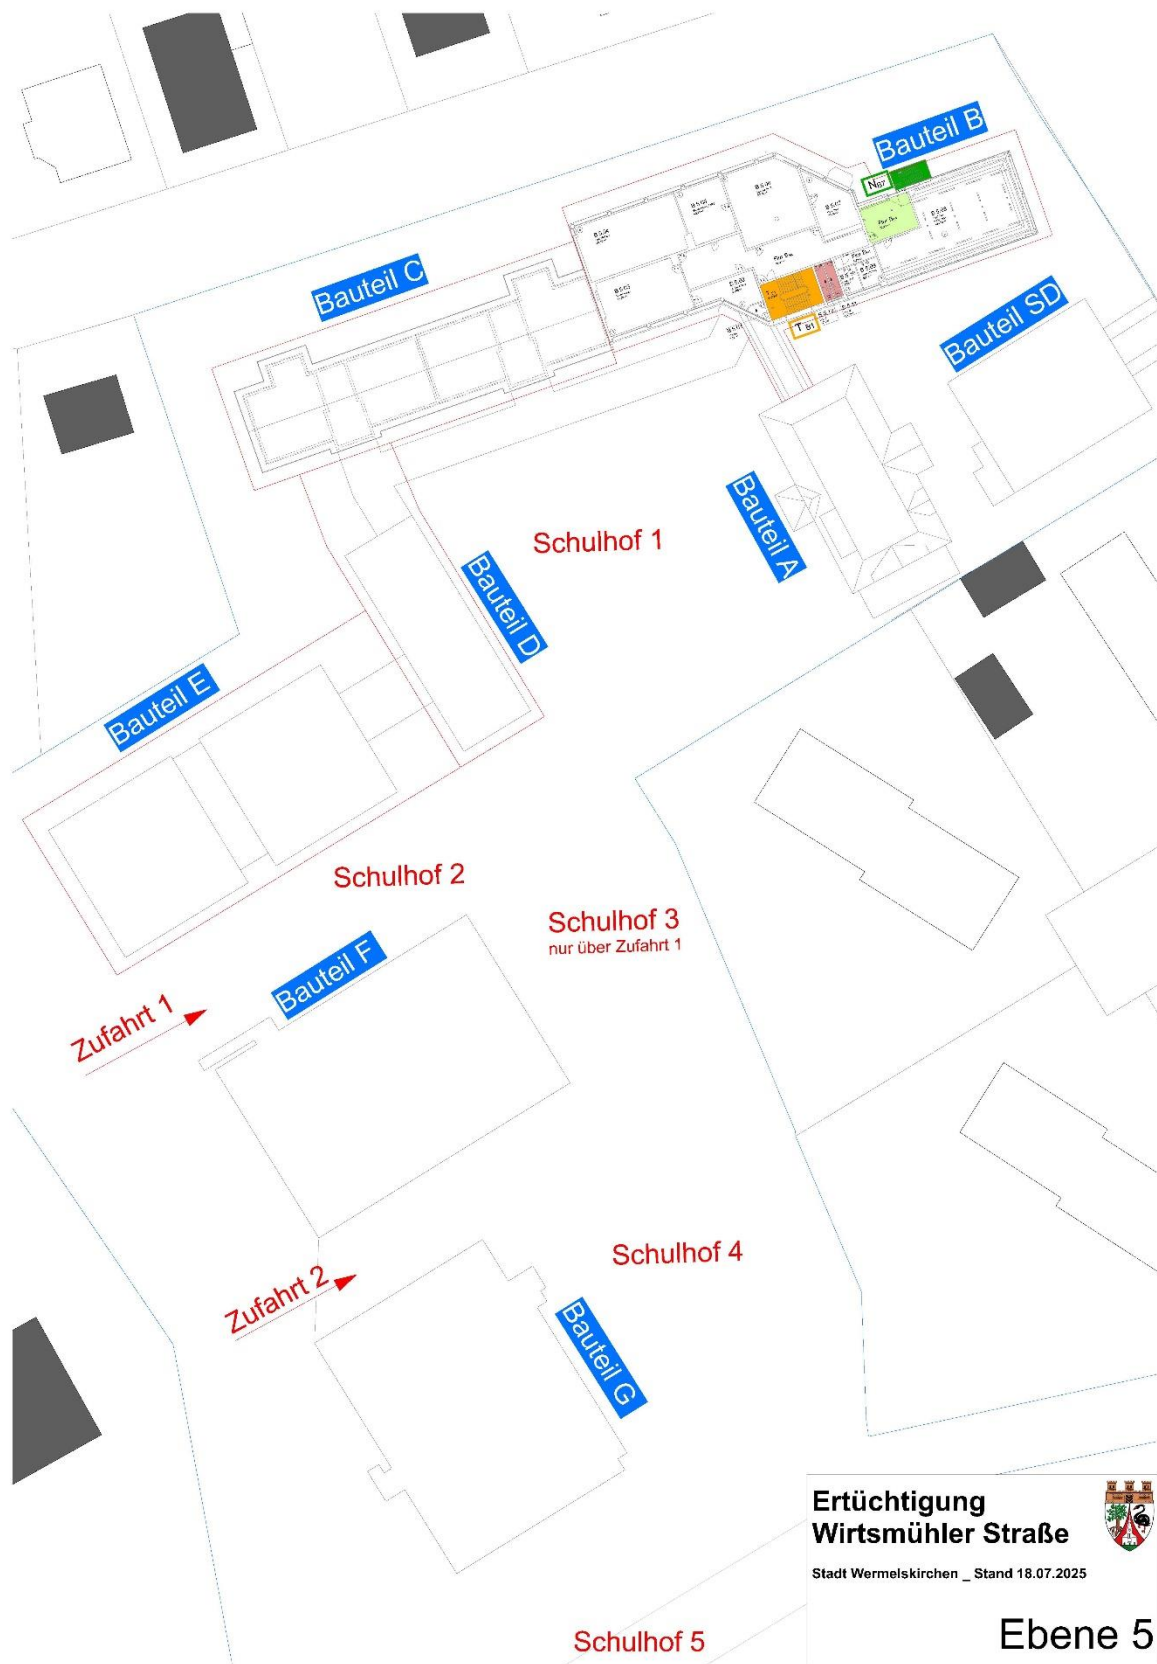 Bauteil B
N B7
Bauteil C
Bauteil SD
T B1
Bauteil A
Schulhof 1
Bauteil D
Bauteil E
Schulhof 2
Schulhof 3
nur über Zufahrt 1
Bauteil F
Zufahrt 1
Schulhof 4
Zufahrt 2
Bauteil G
Ertüchtigung
Wirtsmühler Straße
Stadt Wermelskirchen _ Stand 18.07.2025
Ebene 5
Schulhof 5